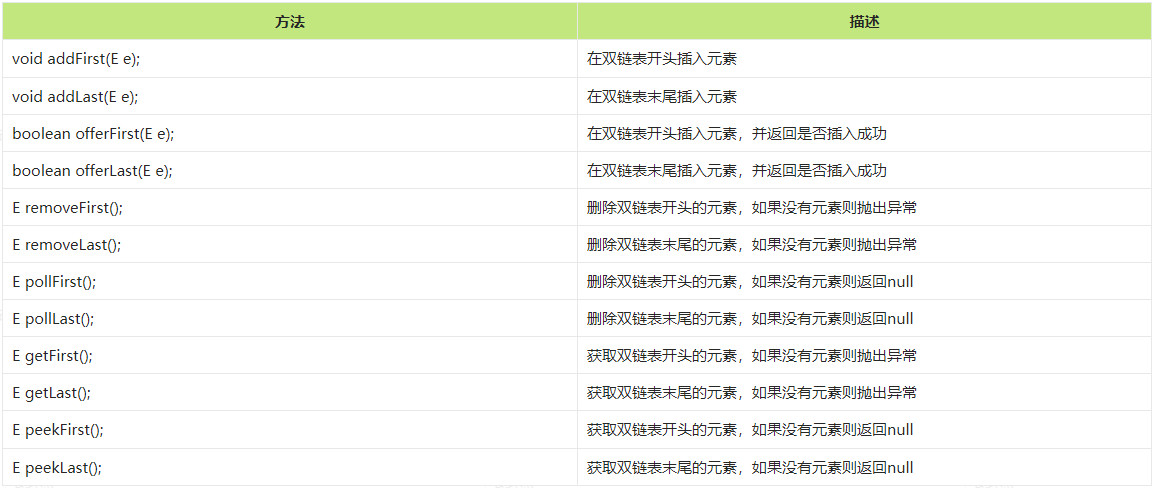 方法 描述
void addFirst(E e); 在双链表开头插入元素
void addLast(E e); 在双链表末尾插入元素
boolean offerFirst(E e); 在双链表开头插入元素，并返回是否插入成功
boolean offerLast(E e); 在双链表末尾插入元素，并返回是否插入成功
E removeFirst(); 删除双链表开头的元素，如果没有元素则抛出异常
E removeLast(); 删除双链表末尾的元素，如果没有元素则抛出异常
E pollFirst(); 删除双链表开头的元素，如果没有元素则返回null
E pollLast(); 删除双链表末尾的元素，如果没有元素则返回null
E getFirst(); 获取双链表开头的元素，如果没有元素则抛出异常
E getLast(); 获取双链表末尾的元素，如果没有元素则抛出异常
E peekFirst(); 获取双链表开头的元素，如果没有元素则返回null
E peekLast(); 获取双链表末尾的元素，如果没有元素则返回null